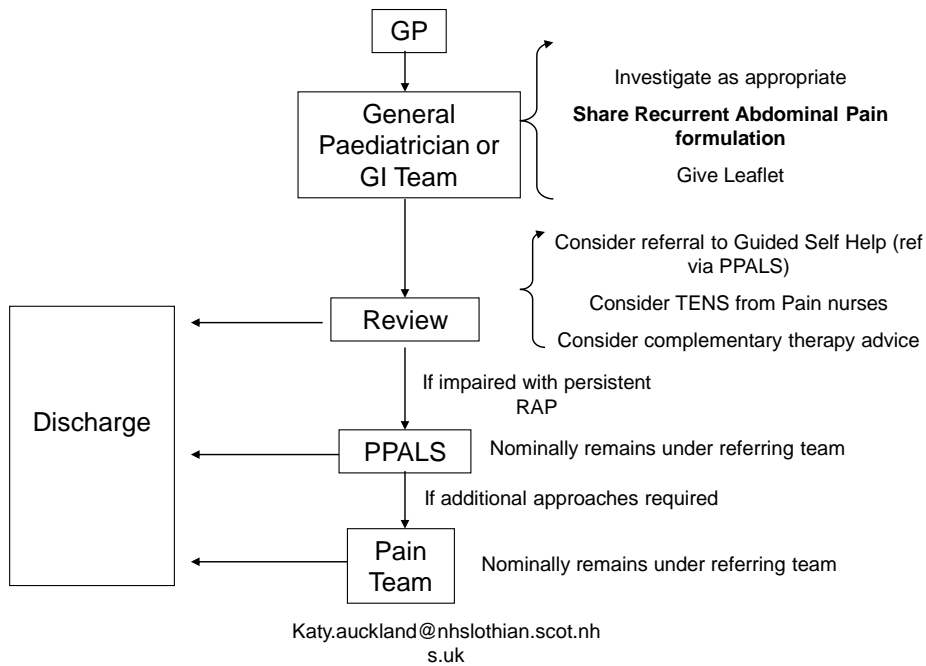 GP
General
Paediatrician or
GI Team
Investigate as appropriate
Share Recurrent Abdominal Pain
formulation
Give Leaflet
Consider referral to Guided Self Help (ref
via PPALS)
Consider TENS from Pain nurses
Consider complementary therapy advice
Review
If impaired with persistent
RAP
Discharge
PPALS
Nominally remains under referring team
If additional approaches required
Pain
Team
Nominally remains under referring team
Katy.auckland@nhslothian.scot.nh
s.uk